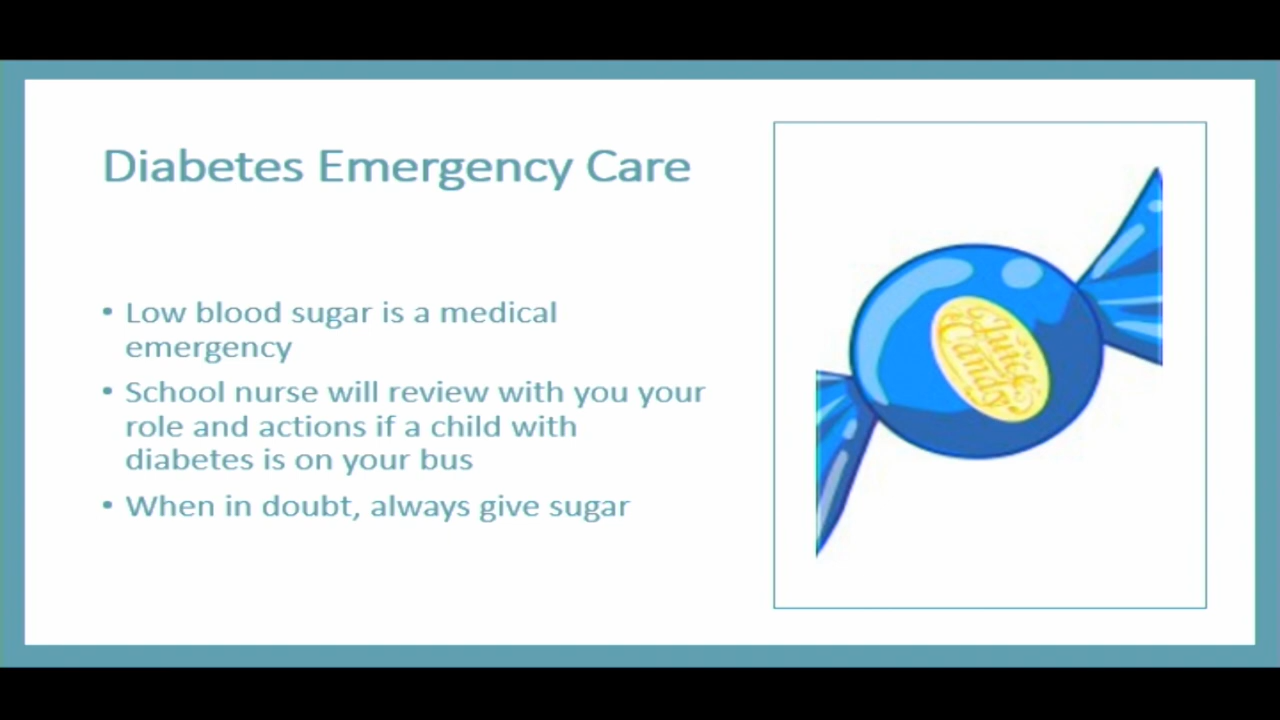 Diabetes Emergency Care
• Low blood sugar is a medical
emergency
• School nurse will review with you your
role and actions if a child with
diabetes is on your bus
• When in doubt, always give sugar
Juice
Candy